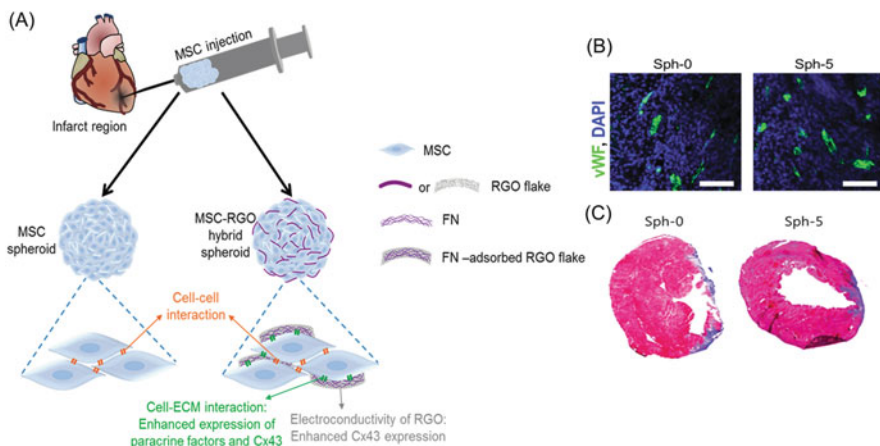 (A)
MSC injection
Infarct region
MSC
spheroid
MSC-RGO
hybrid
spheroid
Cell-cell
interaction
Cell-ECM interaction:
Enhanced expression of
paracrine factors and Cx43
Electroconductivity of RGO:
Enhanced Cx43 expression
MSC
or
RGO flake
FN
FN –adsorbed RGO flake
(B)
Sph-0
Sph-5
vWF, DAPI
(C)
Sph-0
Sph-5